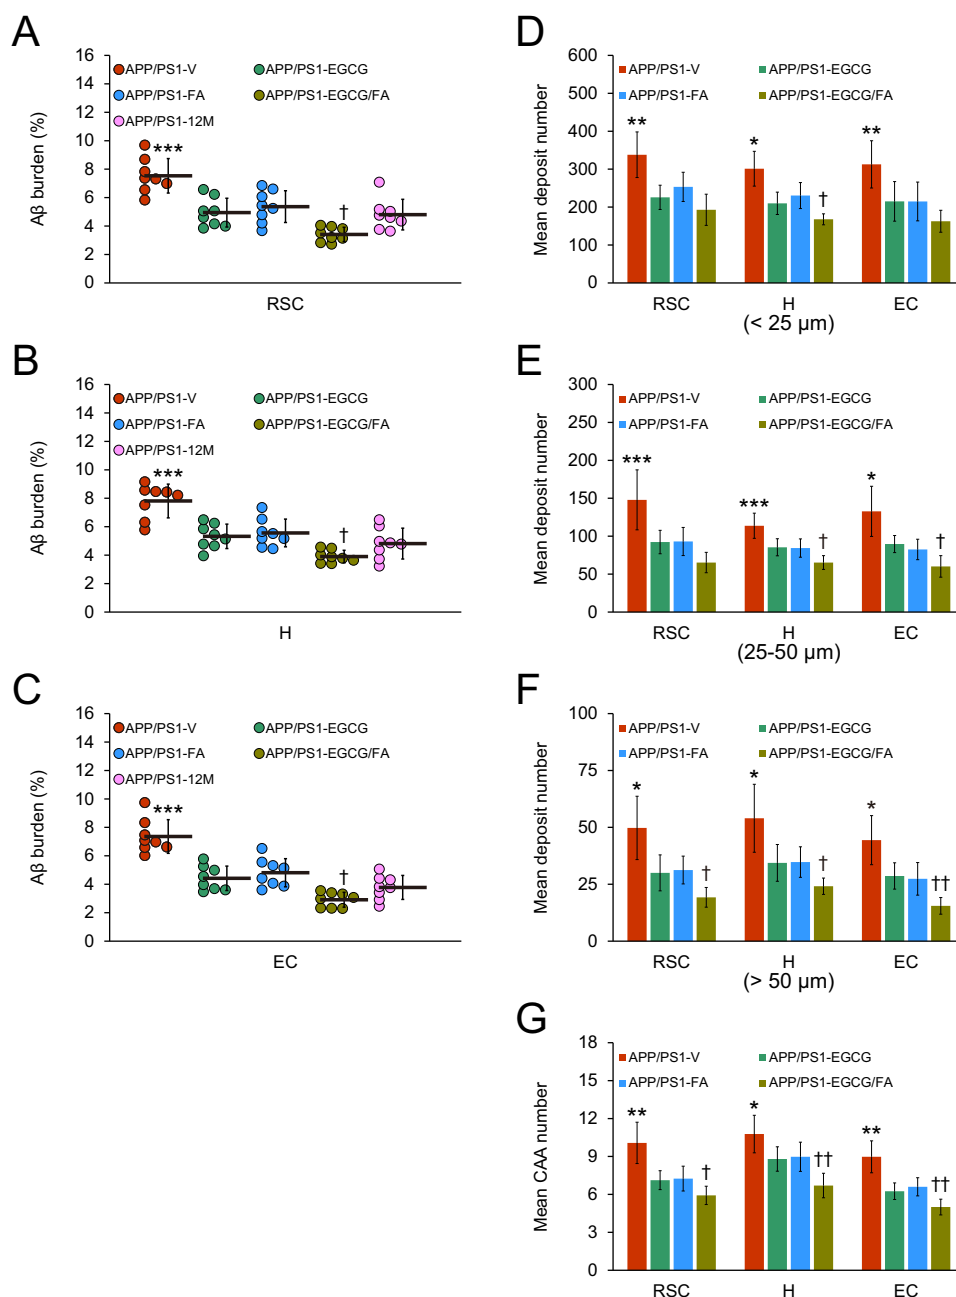 A
16
14
12
10
8
6
4
2
0
Aβ burden (%)
APP/PS1-V
APP/PS1-EGCG
APP/PS1-FA
APP/PS1-EGCG/FA
APP/PS1-12M
***
†
RSC
B
16
14
12
10
8
6
4
2
0
Aβ burden (%)
APP/PS1-V
APP/PS1-EGCG
APP/PS1-FA
APP/PS1-EGCG/FA
APP/PS1-12M
***
†
H
C
16
14
12
10
8
6
4
2
0
Aβ burden (%)
APP/PS1-V
APP/PS1-EGCG
APP/PS1-FA
APP/PS1-EGCG/FA
APP/PS1-12M
***
†
EC
D
600
500
400
300
200
100
0
Mean deposit number
APP/PS1-V
APP/PS1-EGCG
APP/PS1-FA
APP/PS1-EGCG/FA
** * † **
RSC H EC
(< 25 µm)
E
300
250
200
150
100
50
0
Mean deposit number
APP/PS1-V
APP/PS1-EGCG
APP/PS1-FA
APP/PS1-EGCG/FA
*** *** † * †
RSC H EC
(25-50 µm)
F
100
75
50
25
0
Mean deposit number
APP/PS1-V
APP/PS1-EGCG
APP/PS1-FA
APP/PS1-EGCG/FA
* † * † * ††
RSC H EC
(> 50 µm)
G
18
15
12
9
6
3
0
Mean CAA number
APP/PS1-V
APP/PS1-EGCG
APP/PS1-FA
APP/PS1-EGCG/FA
** † * †† ** ††
RSC H EC